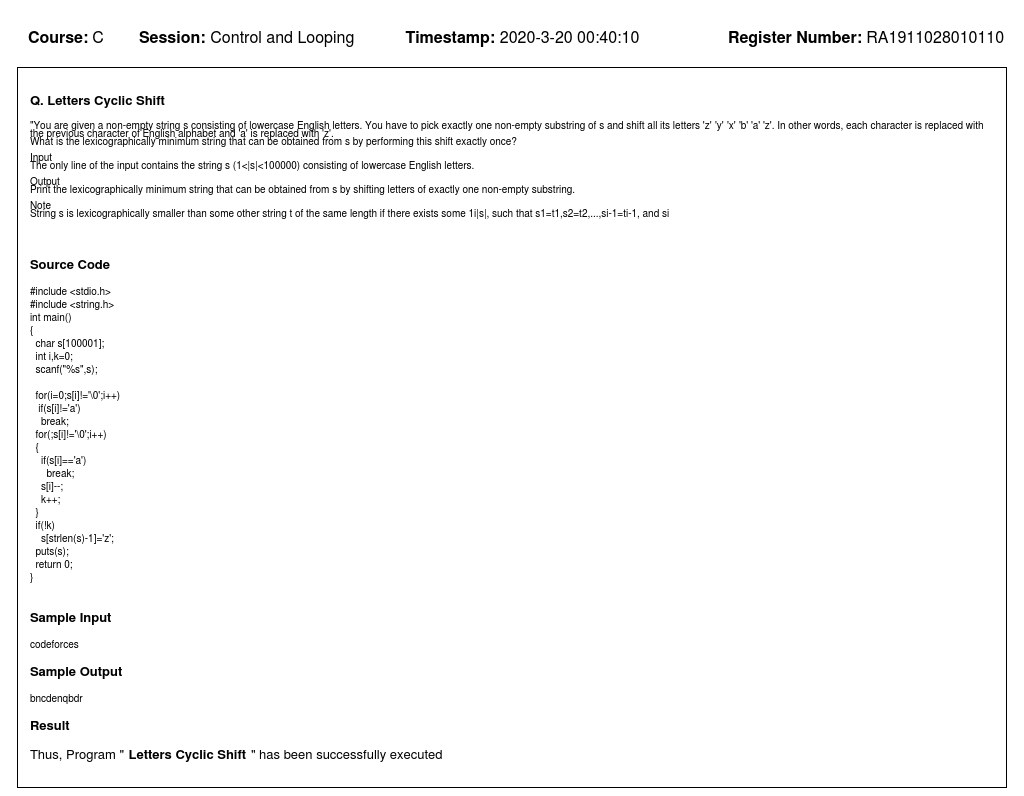 Course: C Session: Control and Looping Timestamp: 2020-3-20 00:40:10 Register Number: RA1911028010110
Q. Letters Cyclic Shift
"You are given a non-empty string s consisting of lowercase English letters. You have to pick exactly one non-empty substring of s and shift all its letters 'z' 'y' 'x' 'b' 'a' 'z'. In other words, each character is replaced with
the previous character of English alphabet and 'a' is replaced with 'z'.
What is the lexicographically minimum string that can be obtained from s by performing this shift exactly once?
Input
The only line of the input contains the string s (1<|s|<100000) consisting of lowercase English letters.
Output
Print the lexicographically minimum string that can be obtained from s by shifting letters of exactly one non-empty substring.
Note
String s is lexicographically smaller than some other string t of the same length if there exists some 1i|s|, such that s1=t1,s2=t2,...,si-1=ti-1, and si
Source Code
#include <stdio.h>
#include <string.h>
int main()
{
char s[100001];
int i,k=0;
scanf("%s",s);
for(i=0;s[i]!='\0';i++)
if(s[i]!='a')
break;
for(;s[i]!='\0';i++)
{
if(s[i]=='a')
break;
s[i]--;
k++;
}
if(!k)
s[strlen(s)-1]='z';
puts(s);
return 0;
}
Sample Input
codeforces
Sample Output
bncdenqbdr
Result
Thus, Program " Letters Cyclic Shift " has been successfully executed